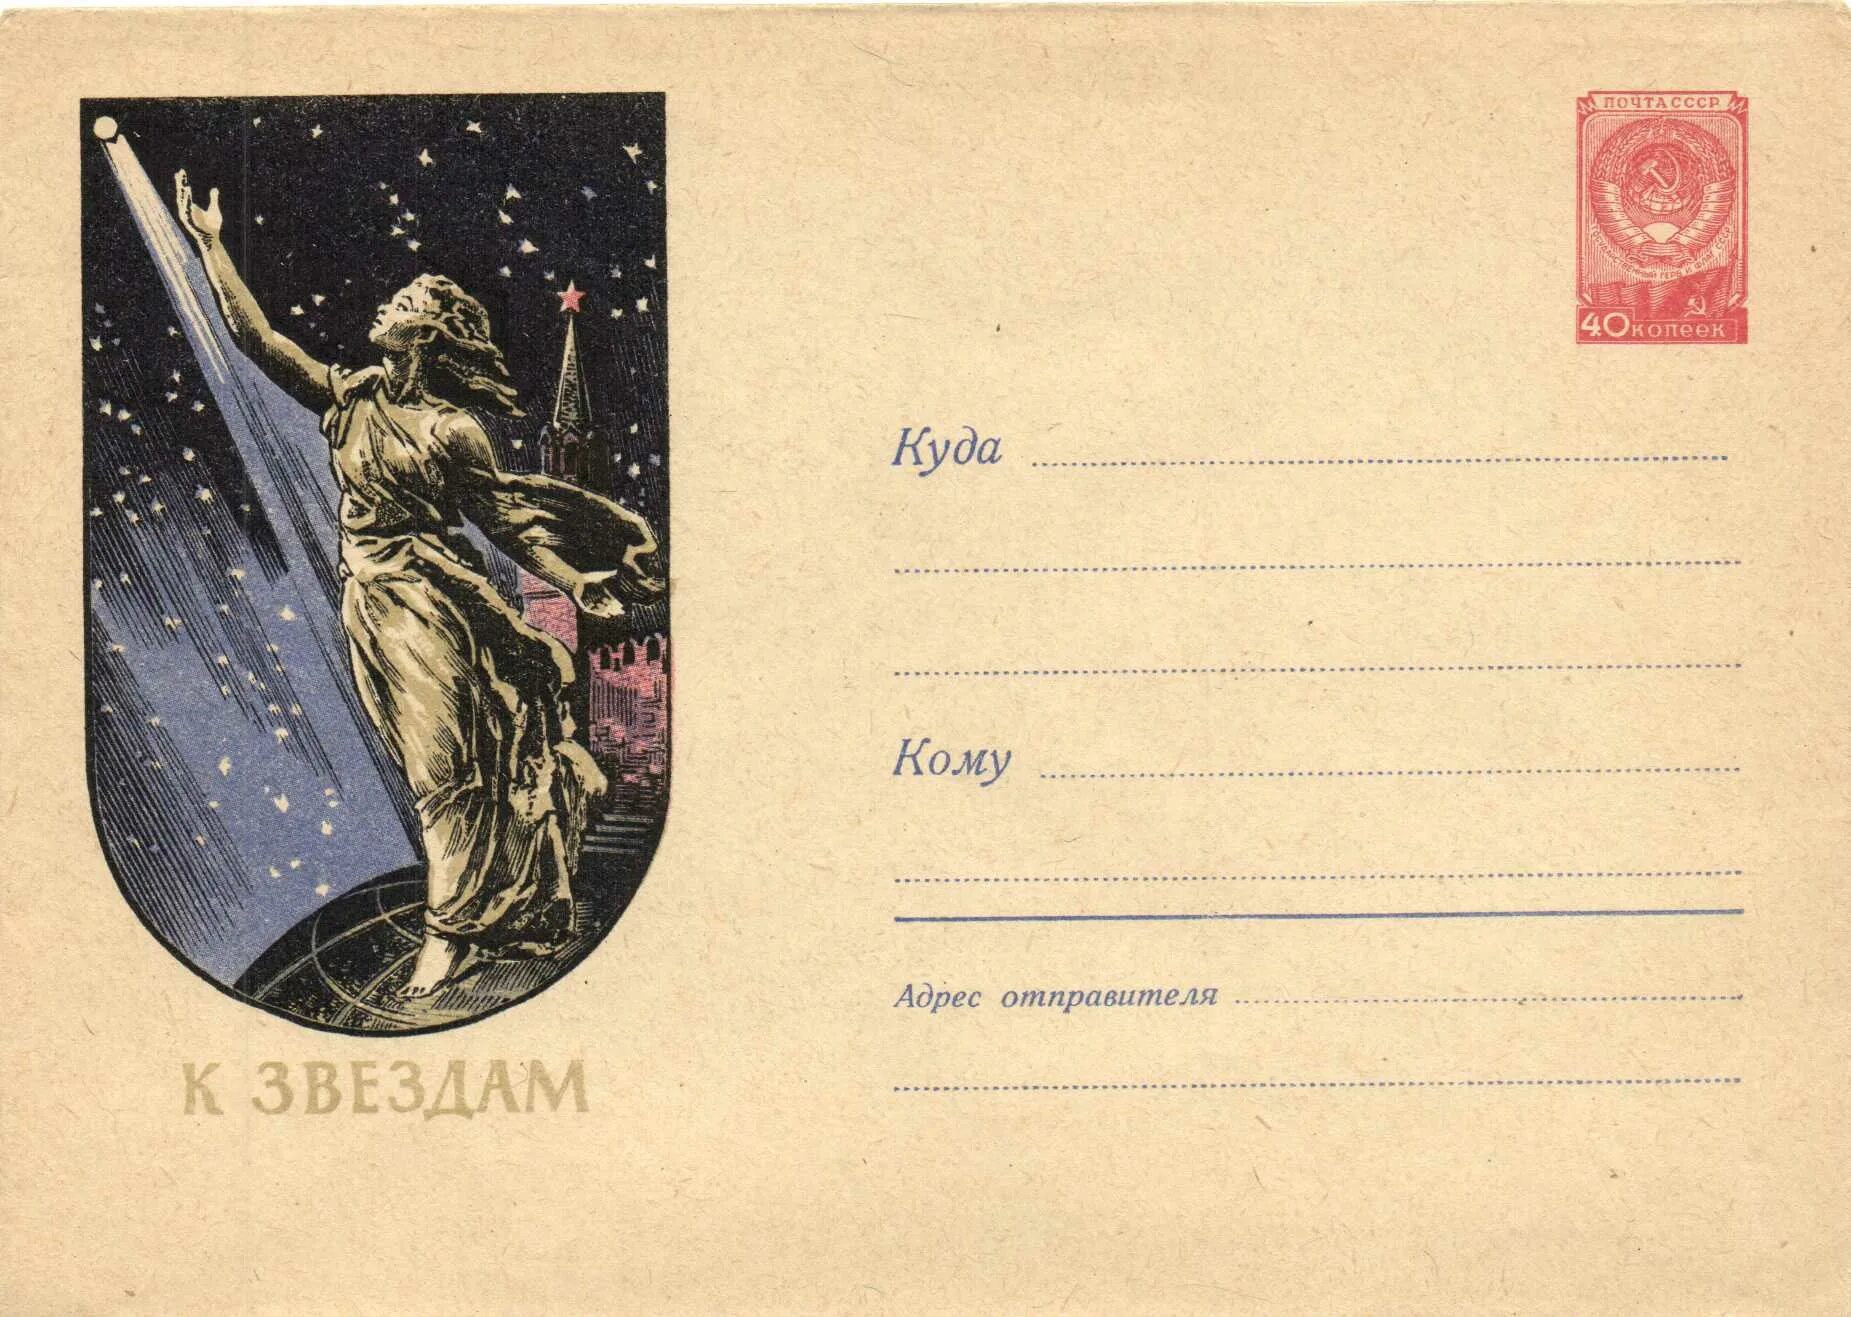 ПОЧТА СССР
40 копеек
Куда
Кому
Адрес отправителя
К ЗВЕЗДАМ